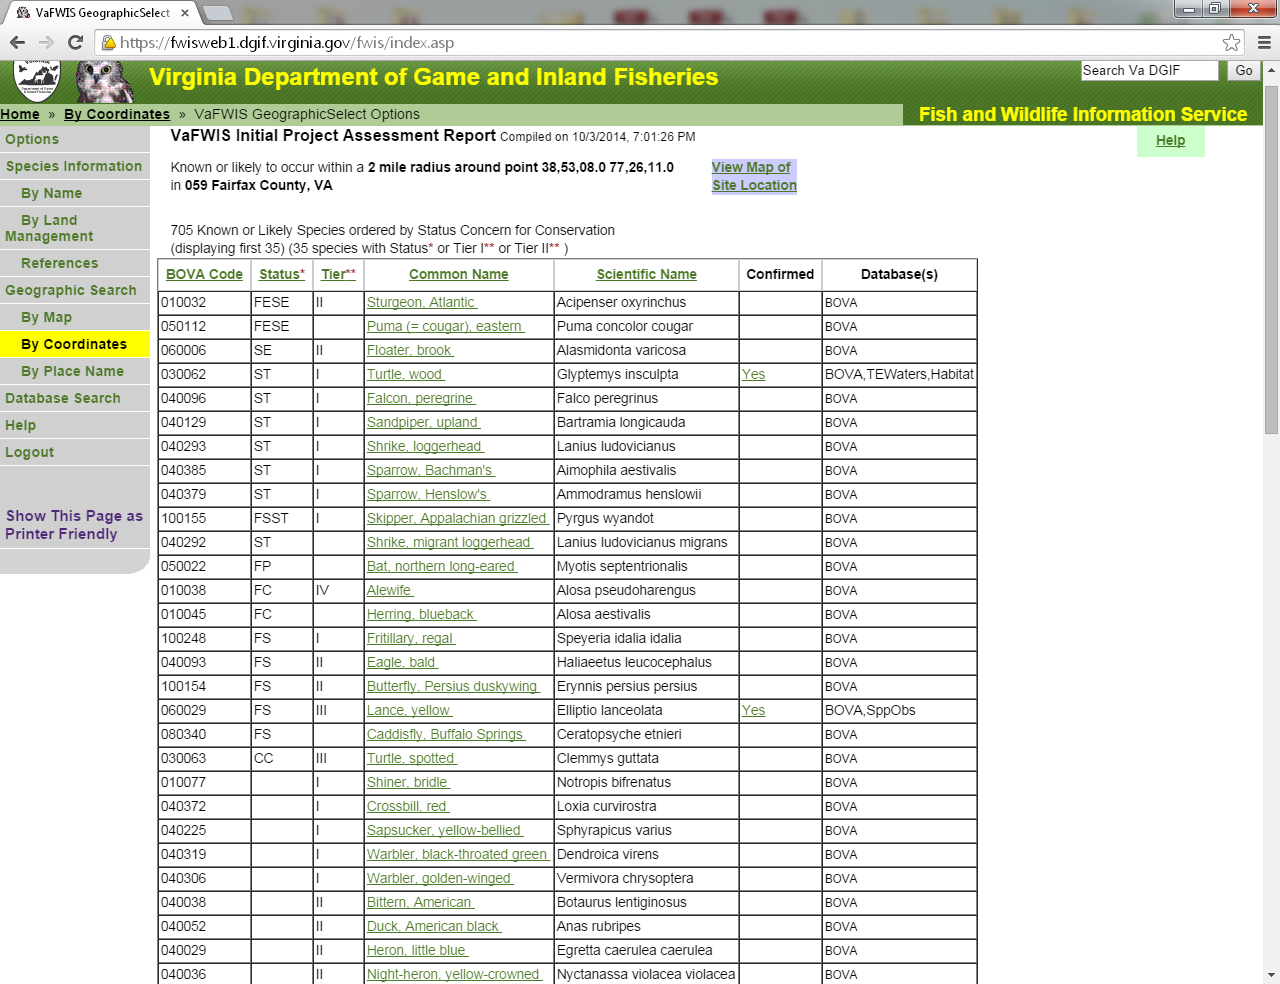 VaFWIS GeographicSelect
https://fwisweb1.dgif.virginia.gov/fwis/index.asp
Virginia Department of Game and Inland Fisheries
Search Va DGIF Go
Home » By Coordinates » VaFWIS GeographicSelect Options
Fish and Wildlife Information Service
Options
Species Information
By Name
By Land
Management
References
Geographic Search
By Map
By Coordinates
By Place Name
Database Search
Help
Logout
Show This Page as
Printer Friendly
VaFWIS Initial Project Assessment Report Compiled on 10/3/2014, 7:01:26 PM
Help
Known or likely to occur within a 2 mile radius around point 38,53,08.0 77,26,11.0
in 059 Fairfax County, VA
View Map of
Site Location
705 Known or Likely Species ordered by Status Concern for Conservation
(displaying first 35) (35 species with Status* or Tier I** or Tier II** )
BOVA Code Status* Tier** Common Name Scientific Name Confirmed Database(s)
010032 FESE II Sturgeon, Atlantic Acipenser oxyrinchus BOVA
050112 FESE Puma (= cougar), eastern Puma concolor cougar BOVA
060006 SE II Floater, brook Alasmidonta varicosa BOVA
030062 ST I Turtle, wood Glyptemys insculpta Yes BOVA,TEWaters,Habitat
040096 ST I Falcon, peregrine Falco peregrinus BOVA
040129 ST I Sandpiper, upland Bartramia longicauda BOVA
040293 ST I Shrike, loggerhead Lanius ludovicianus BOVA
040385 ST I Sparrow, Bachman's Aimophila aestivalis BOVA
040379 ST I Sparrow, Henslow's Ammodramus henslowii BOVA
100155 FSST I Skipper, Appalachian grizzled Pyrgus wyandot BOVA
040292 ST Shrike, migrant loggerhead Lanius ludovicianus migrans BOVA
050022 FP Bat, northern long-eared Myotis septentrionalis BOVA
010038 FC IV Alewife Alosa pseudoharengus BOVA
010045 FC Herring, blueback Alosa aestivalis BOVA
100248 FS I Fritillary, regal Speyeria idalia idalia BOVA
040093 FS II Eagle, bald Haliaeetus leucocephalus BOVA
100154 FS II Butterfly, Persius duskywing Erynnis persius persius BOVA
060029 FS III Lance, yellow Elliptio lanceolata Yes BOVA,SppObs
080340 FS Caddisfly, Buffalo Springs Ceratopsyche etnieri BOVA
030063 CC III Turtle, spotted Clemmys guttata BOVA
010077 I Shiner, bridle Notropis bifrenatus BOVA
040372 I Crossbill, red Loxia curvirostra BOVA
040225 I Sapsucker, yellow-bellied Sphyrapicus varius BOVA
040319 I Warbler, black-throated green Dendroica virens BOVA
040306 I Warbler, golden-winged Vermivora chrysoptera BOVA
040038 II Bittern, American Botaurus lentiginosus BOVA
040052 II Duck, American black Anas rubripes BOVA
040029 II Heron, little blue Egretta caerulea caerulea BOVA
040036 II Night-heron, yellow-crowned Nyctanassa violacea violacea BOVA